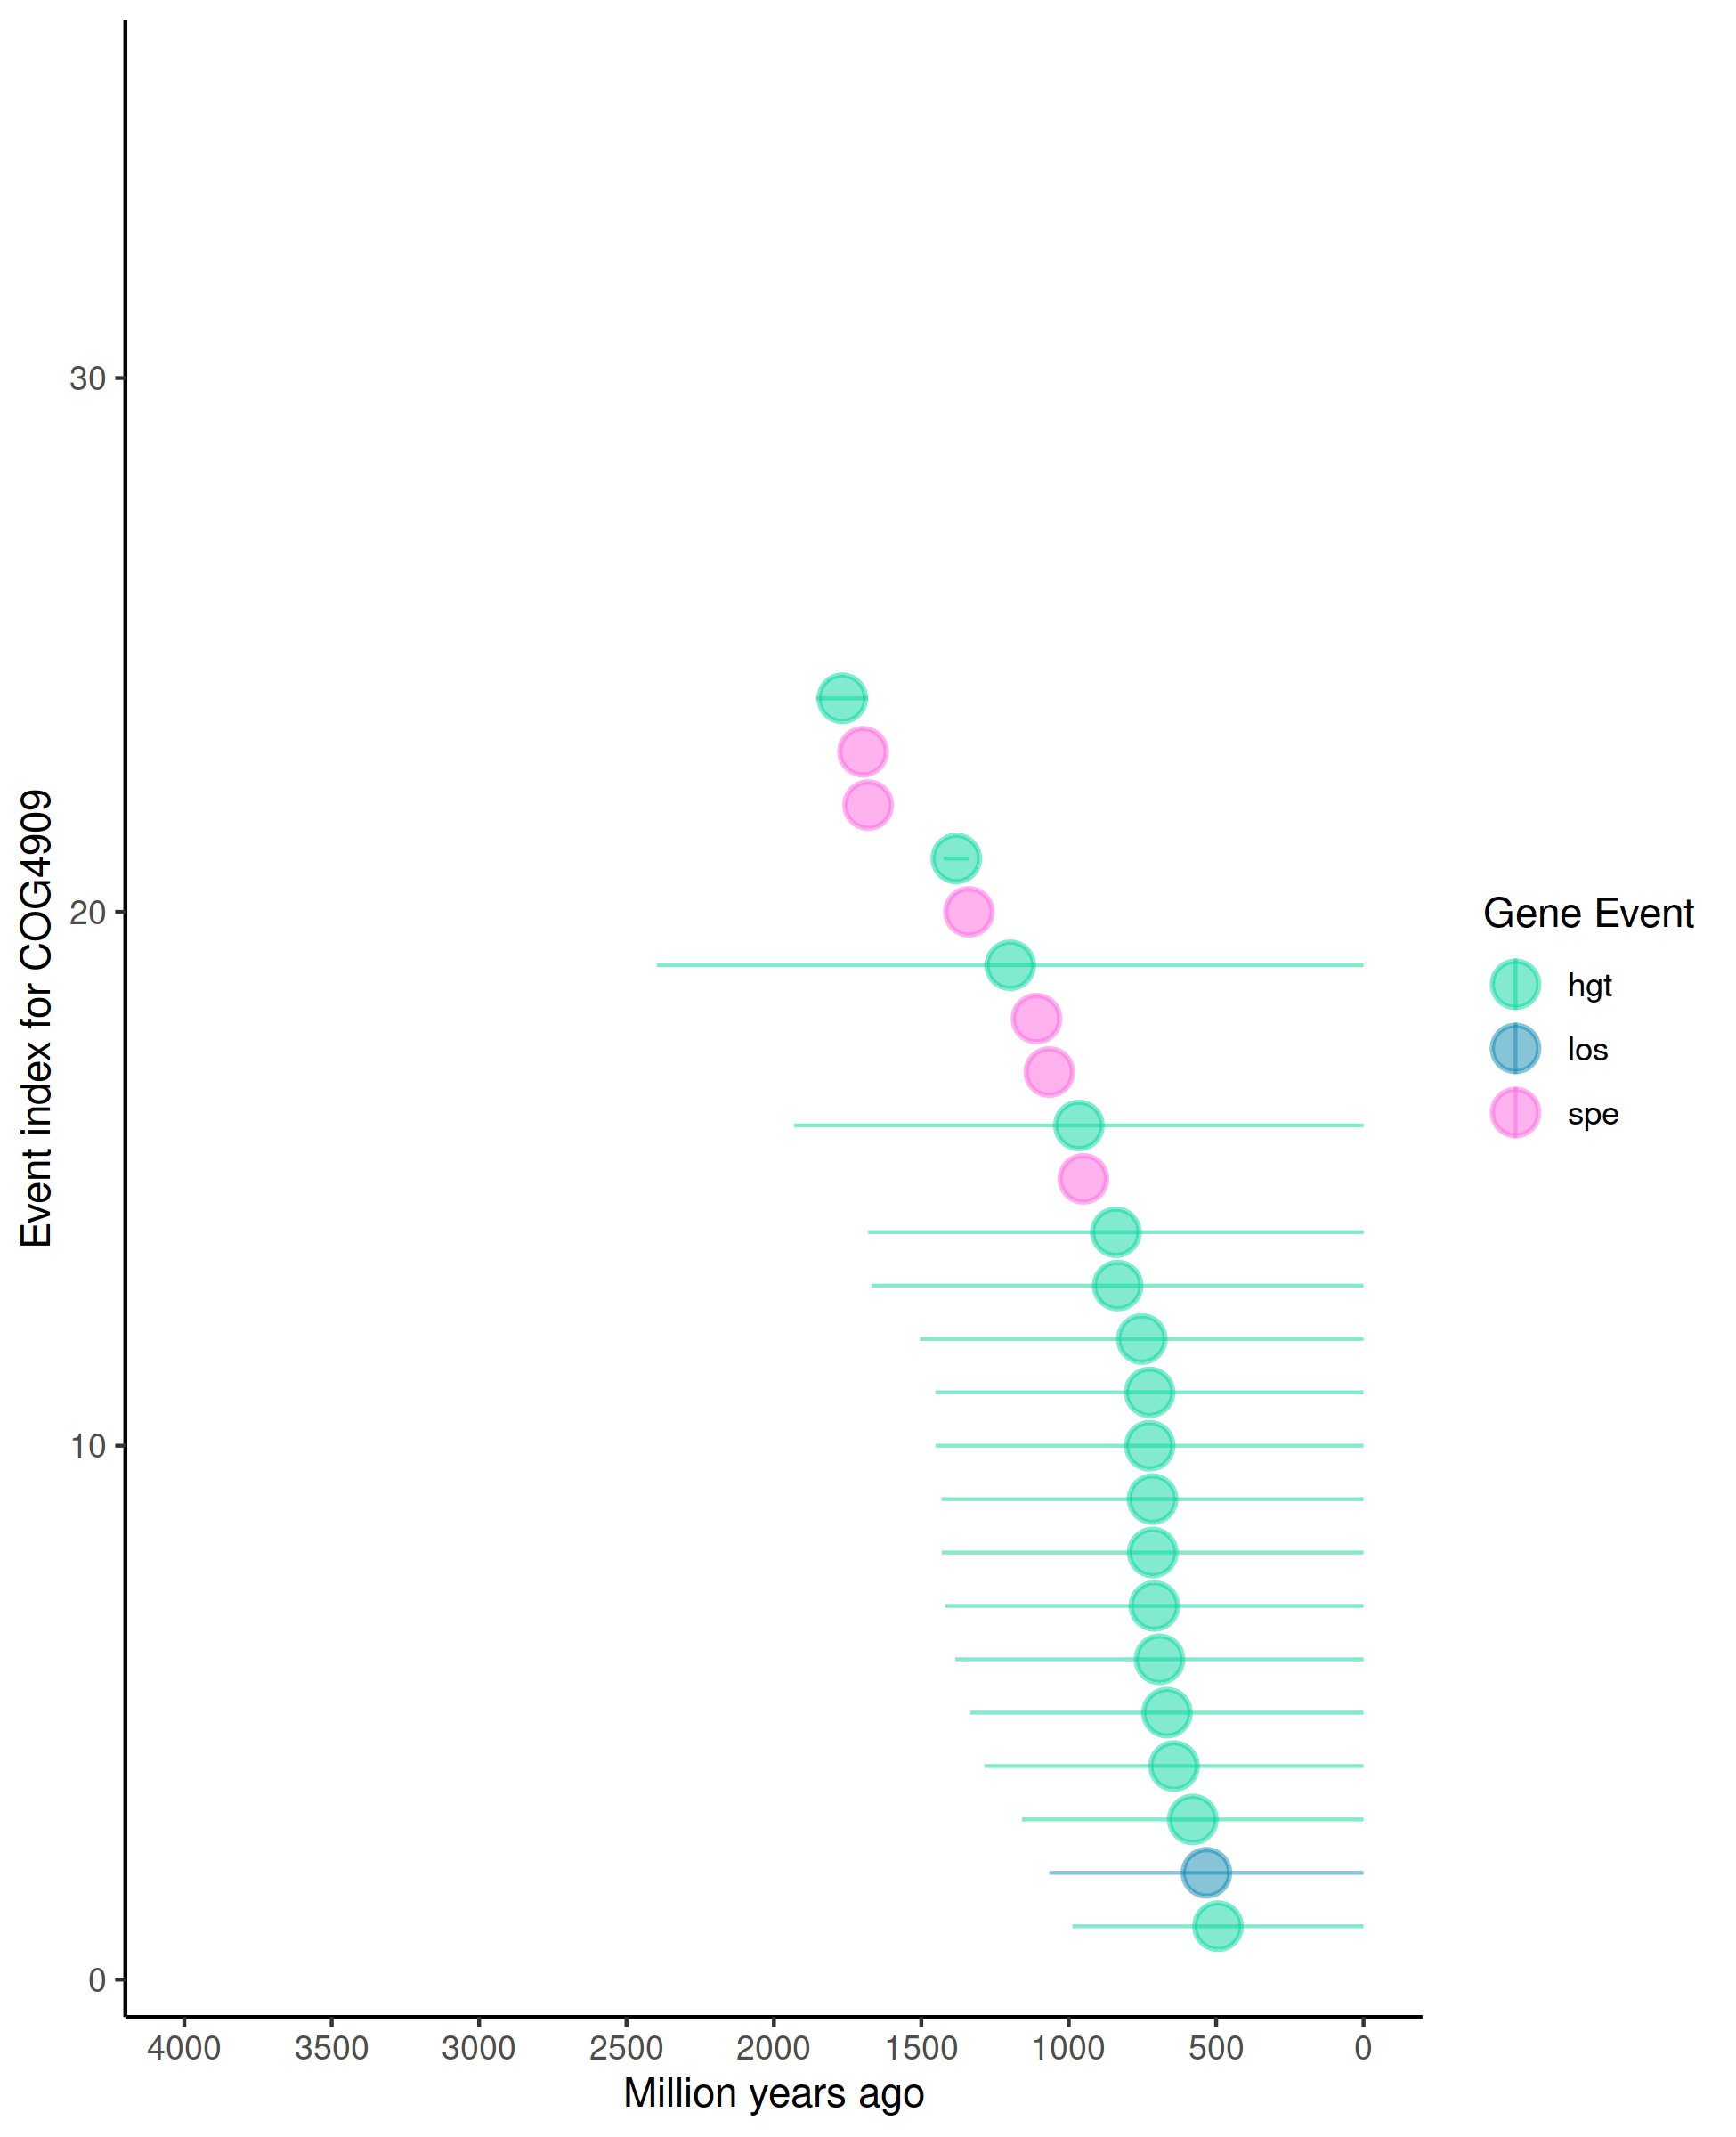 30
20
10
0
Event index for COG4909
4000 3500 3000 2500 2000 1500 1000 500 0
Million years ago
Gene Event
hgt
los
spe